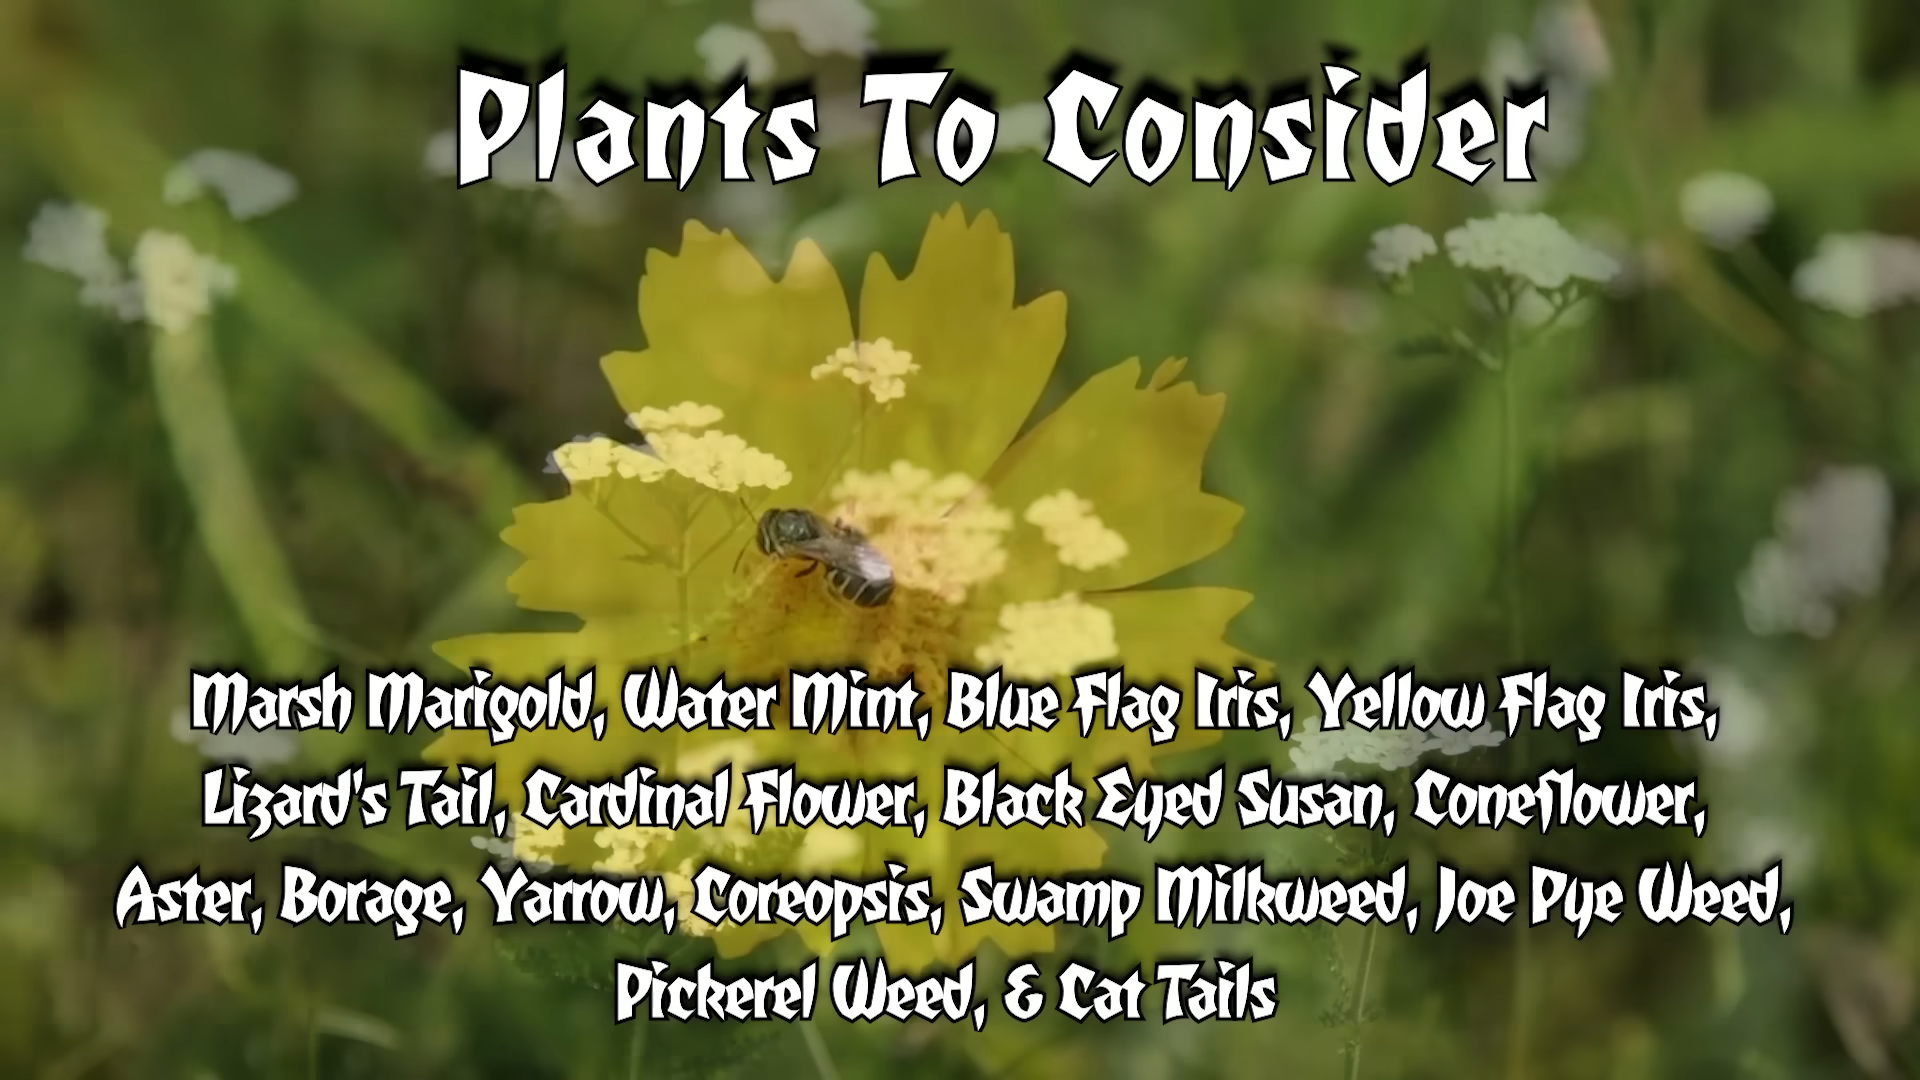 Plants To Consider
Marsh Marigold, Water Mint, Blue Flag Iris, Yellow Flag Iris,
Lizard's Tail, Cardinal Flower, Black Eyed Susan, Coneflower,
Aster, Borage, Yarrow, Coreopsis, Swamp Milkweed, Joe Pye Weed,
Pickerel Weed, & Cat Tails